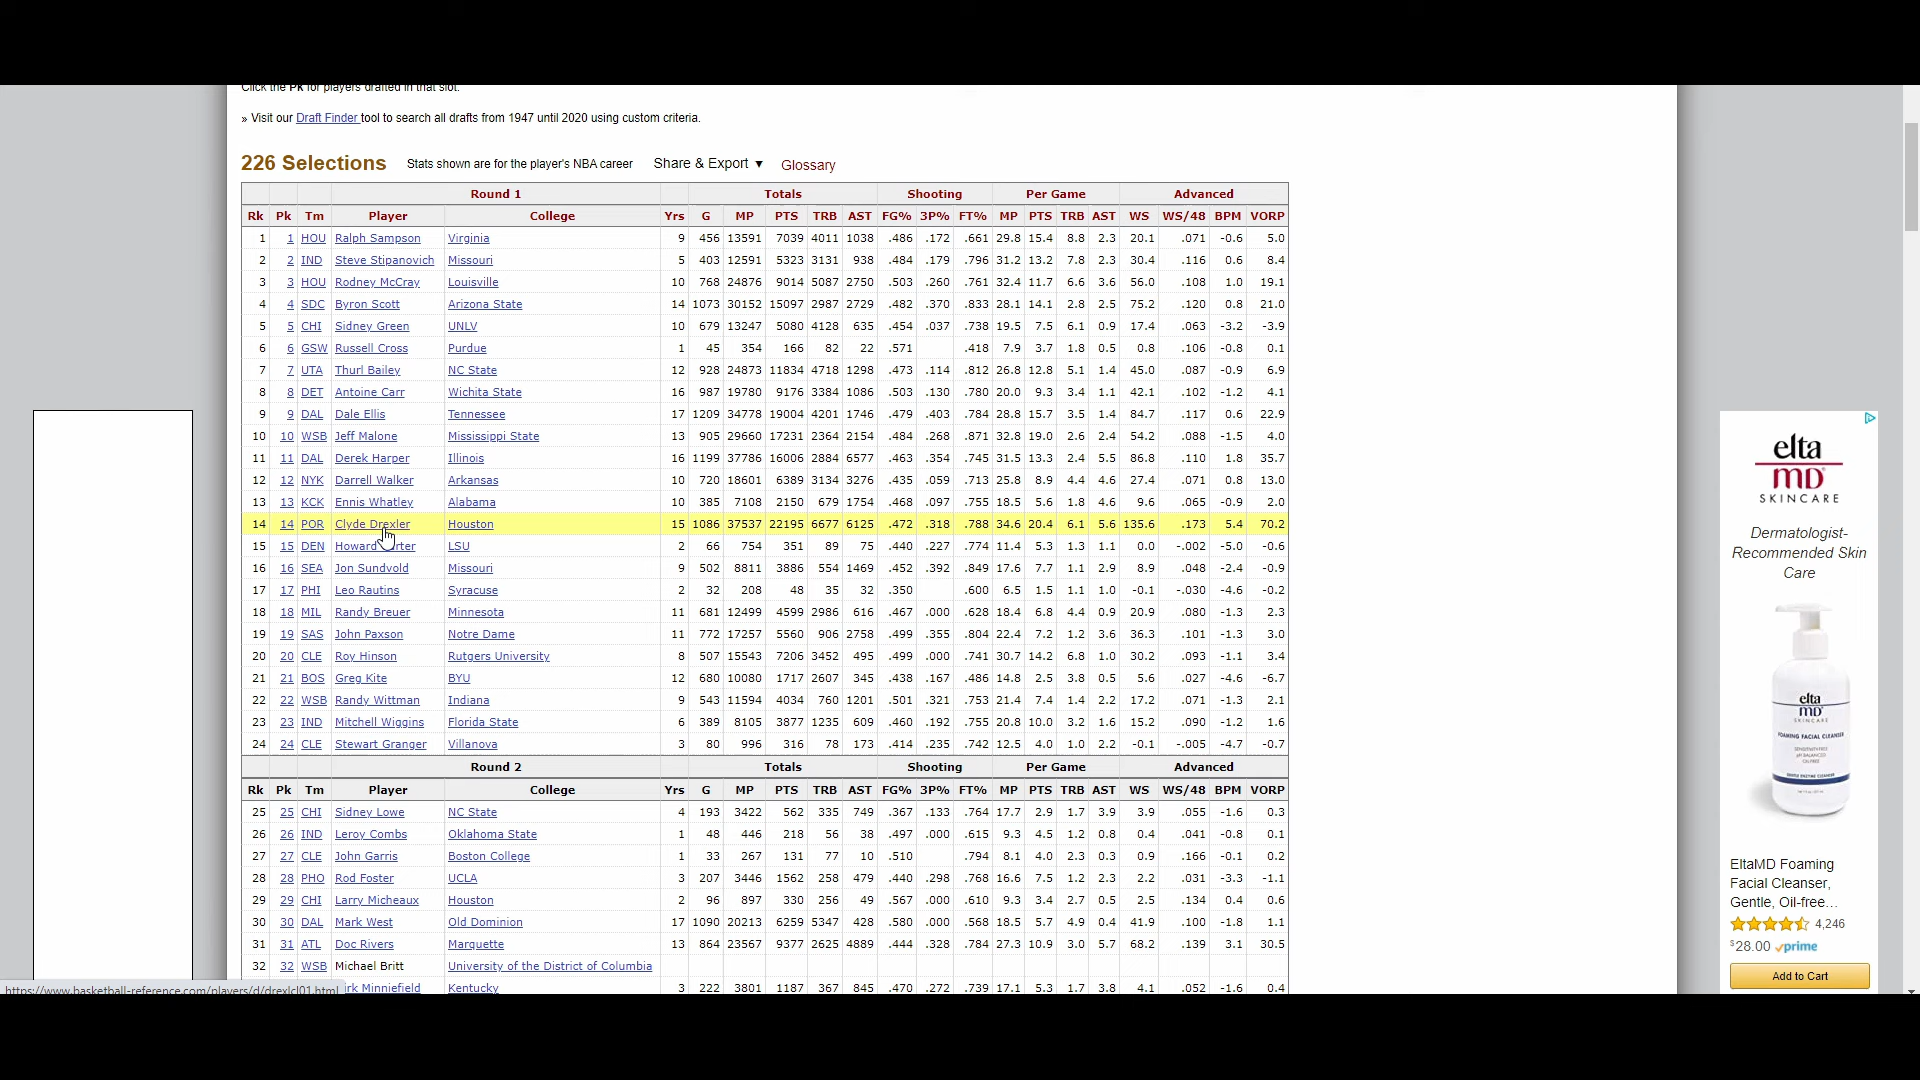 Click the Pk for players drafted in that slot.
» Visit our Draft Finder tool to search all drafts from 1947 until 2020 using custom criteria.
226 Selections Stats shown are for the player's NBA career Share & Export ▼ Glossary
Round 1 Totals Shooting Per Game Advanced
Rk Pk Tm Player College Yrs G MP PTS TRB AST FG% 3P% FT% MP PTS TRB AST WS WS/48 BPM VORP
1 1 HOU Ralph Sampson Virginia 9 456 13591 7039 4011 1038 .486 .172 .661 29.8 15.4 8.8 2.3 20.1 .071 -0.6 5.0
2 2 IND Steve Stipanovich Missouri 5 403 12591 5323 3131 938 .484 .179 .796 31.2 13.2 7.8 2.3 30.4 .116 0.6 8.4
3 3 HOU Rodney McCray Louisville 10 768 24876 9014 5087 2750 .503 .260 .761 32.4 11.7 6.6 3.6 56.0 .108 1.0 19.1
4 4 SDC Byron Scott Arizona State 14 1073 30152 15097 2987 2729 .482 .370 .833 28.1 14.1 2.8 2.5 75.2 .120 0.8 21.0
5 5 CHI Sidney Green UNLV 10 679 13247 5080 4128 635 .454 .037 .738 19.5 7.5 6.1 0.9 17.4 .063 -3.2 -3.9
6 6 GSW Russell Cross Purdue 1 45 354 166 82 22 .571 .418 7.9 3.7 1.8 0.5 0.8 .106 -0.8 0.1
7 7 UTA Thurl Bailey NC State 12 928 24873 11834 4718 1298 .473 .114 .812 26.8 12.8 5.1 1.4 45.0 .087 -0.9 6.9
8 8 DET Antoine Carr Wichita State 16 987 19780 9176 3384 1086 .503 .130 .780 20.0 9.3 3.4 1.1 42.1 .102 -1.2 4.1
9 9 DAL Dale Ellis Tennessee 17 1209 34778 19004 4201 1746 .479 .403 .784 28.8 15.7 3.5 1.4 84.7 .117 0.6 22.9
10 10 WSB Jeff Malone Mississippi State 13 905 29660 17231 2364 2154 .484 .268 .871 32.8 19.0 2.6 2.4 54.2 .088 -1.5 4.0
11 11 DAL Derek Harper Illinois 16 1199 37786 16006 2884 6577 .463 .354 .745 31.5 13.3 2.4 5.5 86.8 .110 1.8 35.7
12 12 NYK Darrell Walker Arkansas 10 720 18601 6389 3134 3276 .435 .059 .713 25.8 8.9 4.4 4.6 27.4 .071 0.8 13.0
13 13 KCK Ennis Whatley Alabama 10 385 7108 2150 679 1754 .468 .097 .755 18.5 5.6 1.8 4.6 9.6 .065 -0.9 2.0
14 14 POR Clyde Drexler Houston 15 1086 37537 22195 6677 6125 .472 .318 .788 34.6 20.4 6.1 5.6 135.6 .173 5.4 70.2
15 15 DEN Howard LSU 2 66 754 351 89 75 .440 .227 .774 11.4 5.3 1.3 1.1 0.0 -.002 -5.0 -0.6
16 16 SEA Jon Sundvold Missouri 9 502 8811 3886 554 1469 .452 .392 .849 17.6 7.7 1.1 2.9 8.9 .048 -2.4 -0.9
17 17 PHI Leo Rautins Syracuse 2 32 208 48 35 32 .350 .600 6.5 1.5 1.1 1.0 -0.1 -.030 -4.6 -0.2
18 18 MIL Randy Breuer Minnesota 11 681 12499 4599 2986 616 .467 .000 .628 18.4 6.8 4.4 0.9 20.9 .080 -1.3 2.3
19 19 SAS John Paxson Notre Dame 11 772 17257 5560 906 2758 .499 .355 .804 22.4 7.2 1.2 3.6 36.3 .101 -1.3 3.0
20 20 CLE Roy Hinson Rutgers University 8 507 15543 7206 3452 495 .499 .000 .741 30.7 14.2 6.8 1.0 30.2 .093 -1.1 3.4
21 21 BOS Greg Kite BYU 12 680 10080 1717 2607 345 .438 .167 .486 14.8 2.5 3.8 0.5 5.6 .027 -4.6 -6.7
22 22 WSB Randy Wittman Indiana 9 543 11594 4034 760 1201 .501 .321 .753 21.4 7.4 1.4 2.2 17.2 .071 -1.3 2.1
23 23 IND Mitchell Wiggins Florida State 6 389 8105 3877 1235 609 .460 .192 .755 20.8 10.0 3.2 1.6 15.2 .090 -1.2 1.6
24 24 CLE Stewart Granger Villanova 3 80 996 316 78 173 .414 .235 .742 12.5 4.0 1.0 2.2 -0.1 -.005 -4.7 -0.7
Round 2 Totals Shooting Per Game Advanced
Rk Pk Tm Player College Yrs G MP PTS TRB AST FG% 3P% FT% MP PTS TRB AST WS WS/48 BPM VORP
25 25 CHI Sidney Lowe NC State 4 193 3422 562 335 749 .367 .133 .764 17.7 2.9 1.7 3.9 3.9 .055 -1.6 0.3
26 26 IND Leroy Combs Oklahoma State 1 48 446 218 56 38 .497 .000 .615 9.3 4.5 1.2 0.8 0.4 .041 -0.8 0.1
27 27 CLE John Garris Boston College 1 33 267 131 77 10 .510 .794 8.1 4.0 2.3 0.3 0.9 .166 -0.1 0.2
28 28 PHO Rod Foster UCLA 3 207 3446 1562 258 479 .440 .298 .768 16.6 7.5 1.2 2.3 2.2 .031 -3.3 -1.1
29 29 CHI Larry Micheaux Houston 2 96 897 330 256 49 .567 .000 .610 9.3 3.4 2.7 0.5 2.5 .134 0.4 0.6
30 30 DAL Mark West Old Dominion 17 1090 20213 6259 5347 428 .580 .000 .568 18.5 5.7 4.9 0.4 41.9 .100 -1.8 1.1
31 31 ATL Doc Rivers Marquette 13 864 23567 9377 2625 4889 .444 .328 .784 27.3 10.9 3.0 5.7 68.2 .139 3.1 30.5
32 32 WSB Michael Britt University of the District of Columbia
Minniefield Kentucky 3 222 3801 1187 367 845 .470 .272 .739 17.1 5.3 1.7 3.8 4.1 .052 -1.6 0.4
https://www.basketball-reference.com/players/d/drexlcl01.html
elta
MD
SKINCARE
Dermatologist-
Recommended Skin
Care
elta
MD
SKINCARE
FOAMING FACIAL CLEANSER
EltaMD Foaming
Facial Cleanser,
Gentle, Oil-free...
4,246
$28.00 prime
Add to Cart